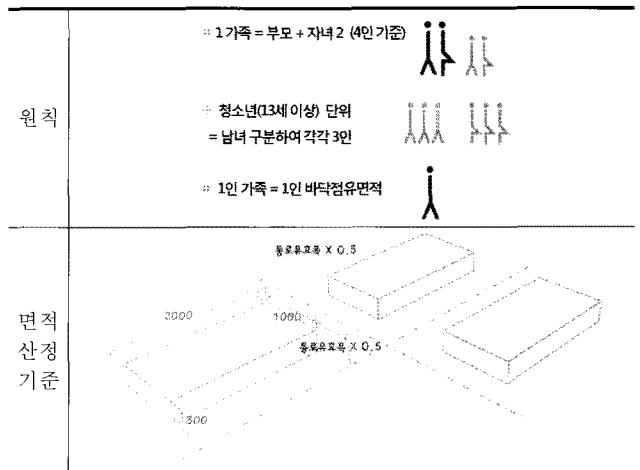 원칙
1 가족 = 부모 + 자녀 2 (4인 기준)
청소년(13세 이상) 단위
= 남녀 구분하여 각각 3인
1인 가족 = 1인 바닥점유면적
면적
산정
기준
통로유효폭 X 0.5
2000
1000
통로유효폭 X 0.5
300